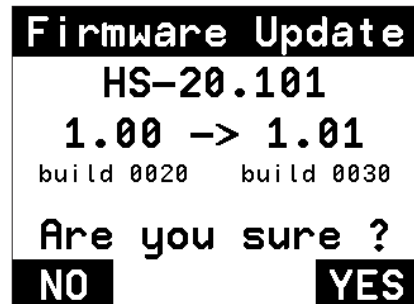 Firmware Update
HS-20.101
1.00 -> 1.01
build 0020 build 0030
Are you sure ?
NO YES